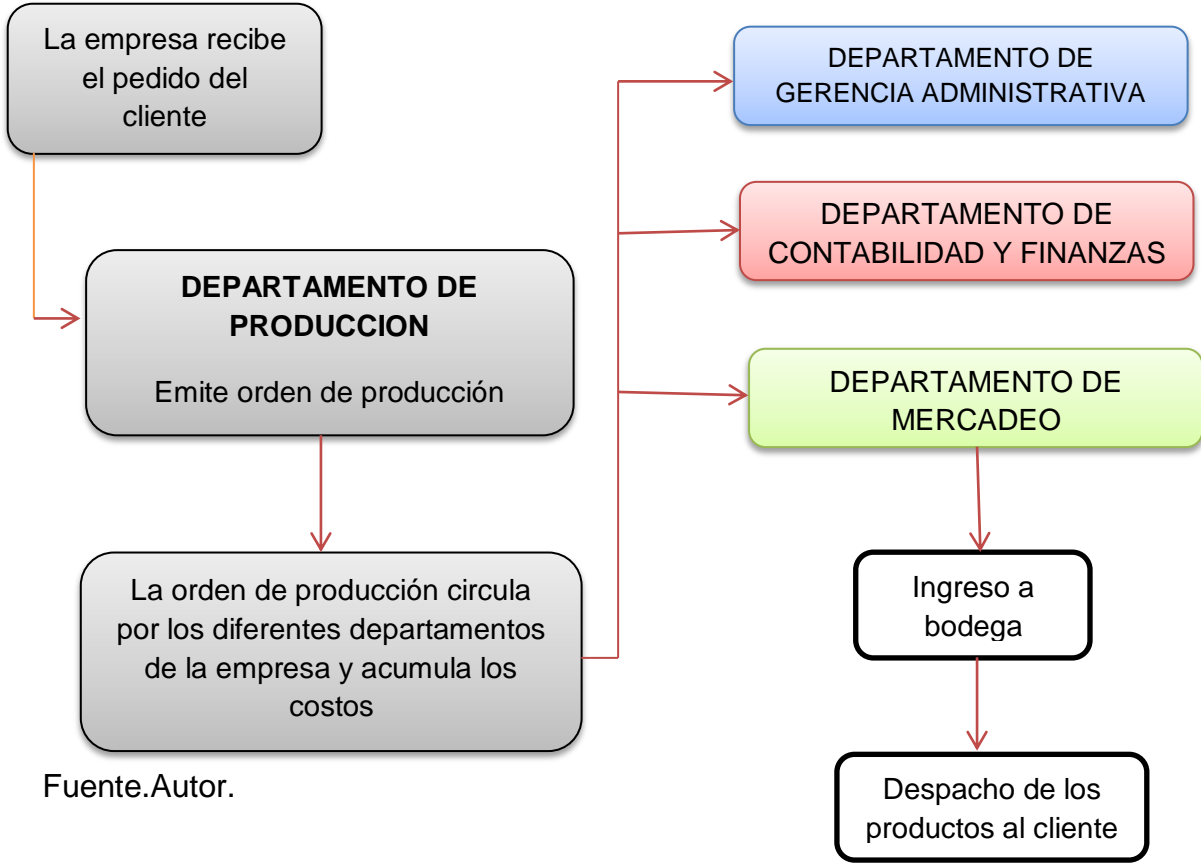 La empresa recibe
el pedido del
cliente
DEPARTAMENTO DE
PRODUCCION
Emite orden de producción
La orden de producción circula
por los diferentes departamentos
de la empresa y acumula los
costos
DEPARTAMENTO DE
GERENCIA ADMINISTRATIVA
DEPARTAMENTO DE
CONTABILIDAD Y FINANZAS
DEPARTAMENTO DE
MERCADEO
Ingreso a
bodega
Despacho de los
productos al cliente
Fuente.Autor.